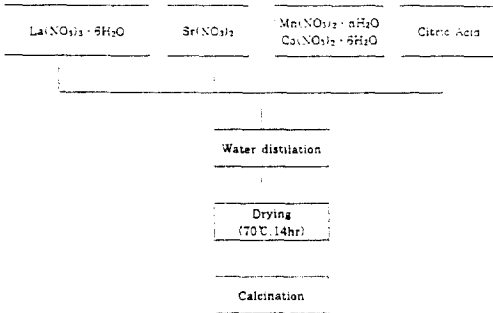 La(NO₃)₃ · 6H₂O
Sr(NO₃)₂
Mn(NO₃)₂ · nH₂O
Co(NO₃)₂ · 6H₂O
Citric Acid
Water distilation
Drying
(70℃.14hr)
Calcination